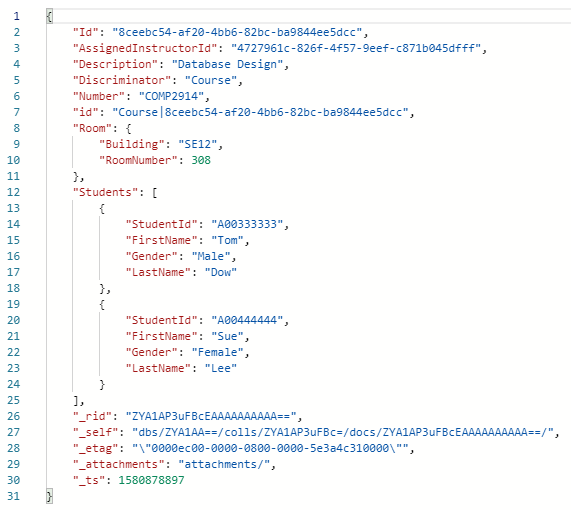 1 {
2     "Id": "8ceebc54-af20-4bb6-82bc-ba9844ee5dcc",
3     "AssignedInstructorId": "4727961c-826f-4f57-9eef-c871b045dfff",
4     "Description": "Database Design",
5     "Discriminator": "Course",
6     "Number": "COMP2914",
7     "id": "Course|8ceebc54-af20-4bb6-82bc-ba9844ee5dcc",
8     "Room": {
9         "Building": "SE12",
10         "RoomNumber": 308
11     },
12     "Students": [
13         {
14             "StudentId": "A00333333",
15             "FirstName": "Tom",
16             "Gender": "Male",
17             "LastName": "Dow"
18         },
19         {
20             "StudentId": "A00444444",
21             "FirstName": "Sue",
22             "Gender": "Female",
23             "LastName": "Lee"
24         }
25     ],
26     "_rid": "ZYA1AP3uFBcEAAAAAAAAAA==",
27     "_self": "dbs/ZYA1AA==/colls/ZYA1AP3uFBc=/docs/ZYA1AP3uFBcEAAAAAAAAAA==/",
28     "_etag": "\"0000ec00-0000-0800-0000-5e3a4c310000\"",
29     "_attachments": "attachments/",
30     "_ts": 1580878897
31 }